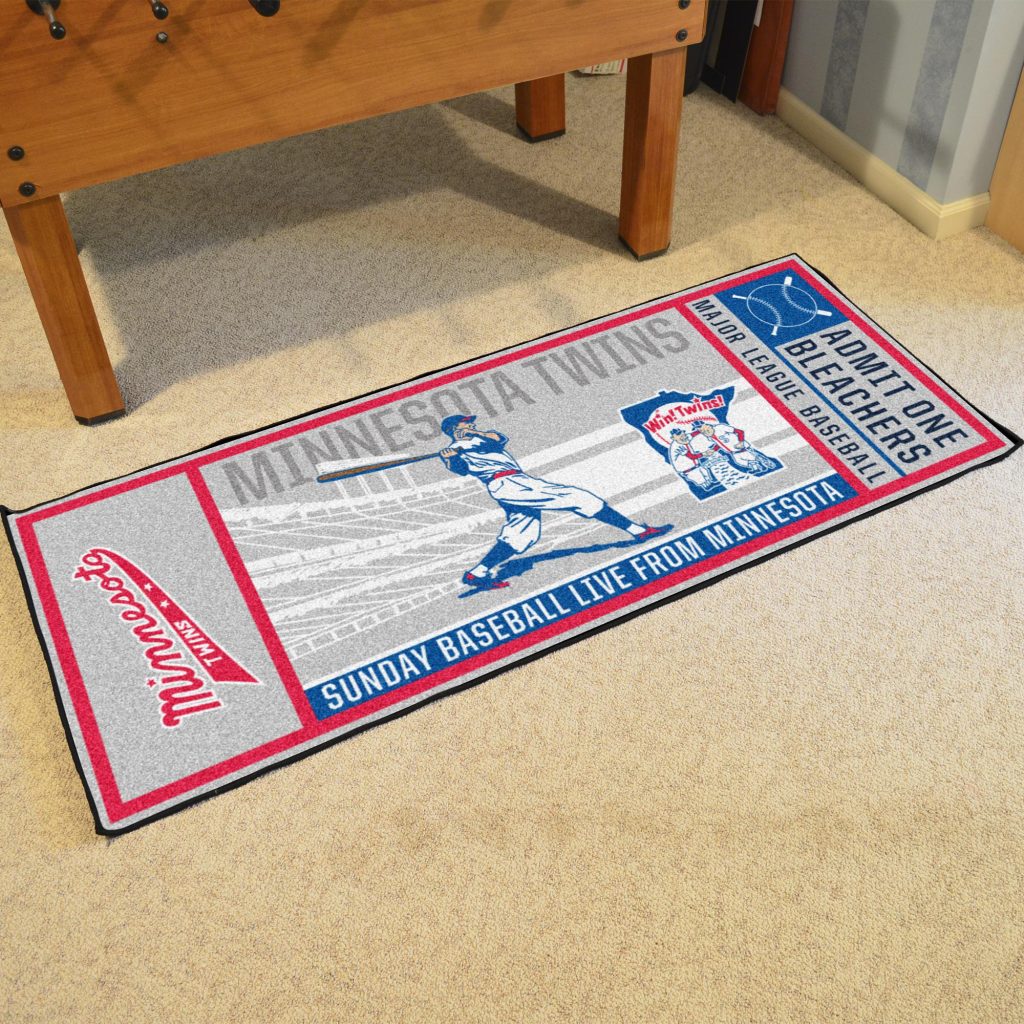 Minnesota
TWINS
MINNESOTA TWINS
Win! Twins!
SUNDAY BASEBALL LIVE FROM MINNESOTA
MAJOR LEAGUE BASEBALL
ADMIT ONE
BLEACHERS